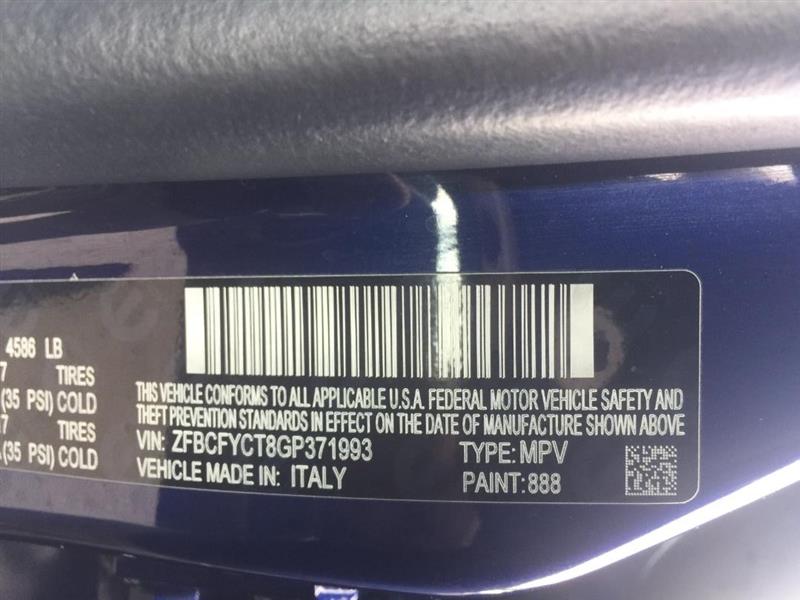 4586 LB
7 TIRES
(35 PSI) COLD
7 TIRES
(35 PSI) COLD
THIS VEHICLE CONFORMS TO ALL APPLICABLE U.S.A. FEDERAL MOTOR VEHICLE SAFETY AND
THEFT PREVENTION STANDARDS IN EFFECT ON THE DATE OF MANUFACTURE SHOWN ABOVE
VIN: ZFBCFYCT8GP371993 TYPE: MPV
VEHICLE MADE IN: ITALY PAINT: 888